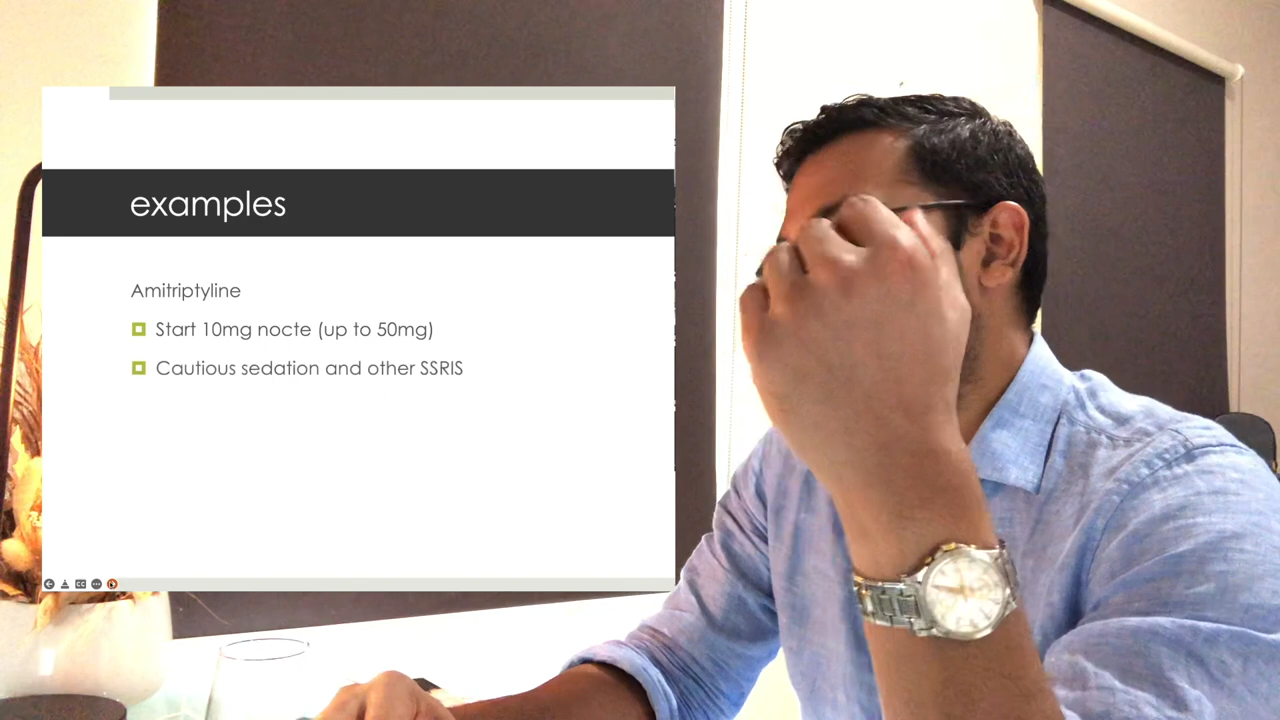 examples
Amitriptyline
Start 10mg nocte (up to 50mg)
Cautious sedation and other SSRIS